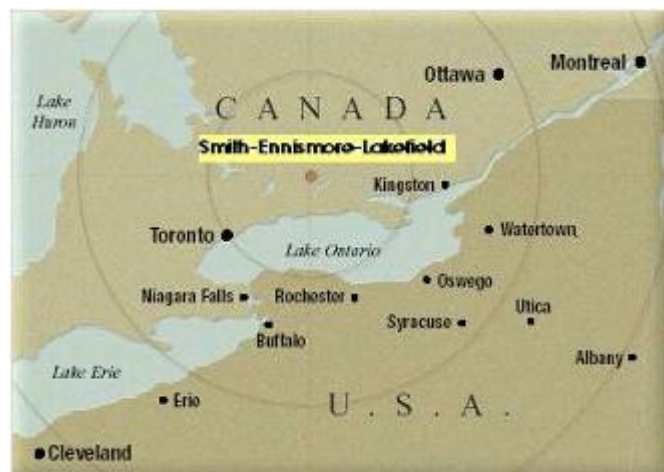 Montreal
Ottawa
Lake
Huron
CANADA
Smith-Ennismore-Lakefield
Kingston
Toronto
Lake Ontario
Watertown
Oswego
Niagara Falls
Rochester
Syracuse
Utica
Buffalo
Albany
Lake Erie
Erio
U.S.A.
Cleveland